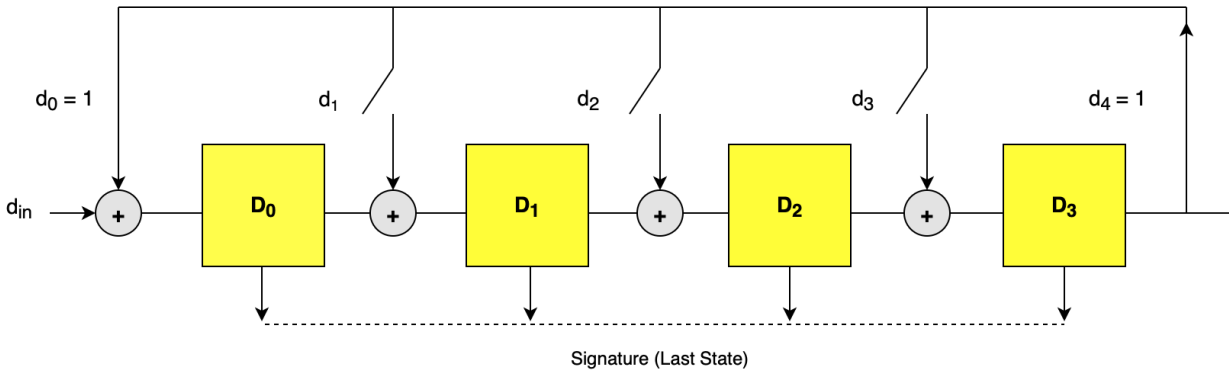 d₀ = 1
d₁
d₂
d₃
d₄ = 1
dᵢₙ
+
D₀
+
D₁
+
D₂
+
D₃
Signature (Last State)